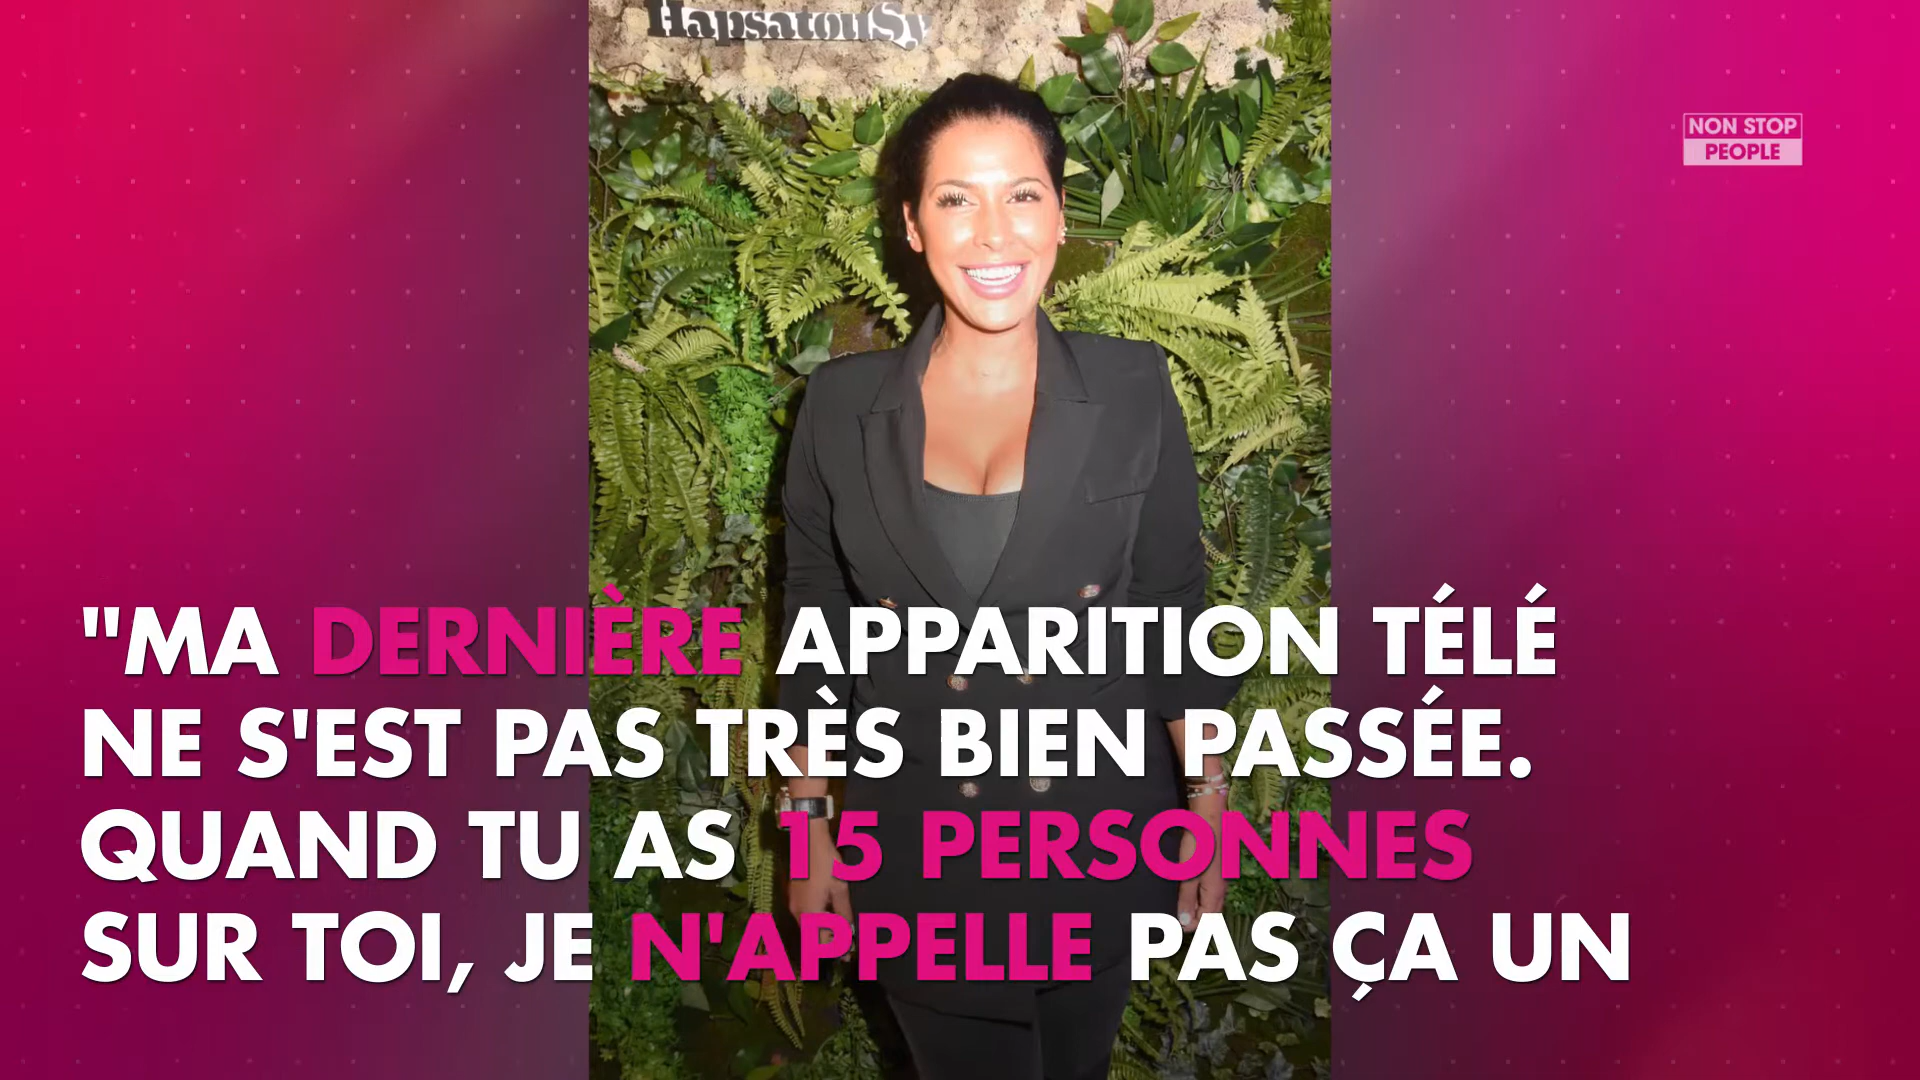 HapsatouSy
NON STOP
PEOPLE
"MA DERNIÈRE APPARITION TÉLÉ
NE S'EST PAS TRÈS BIEN PASSÉE.
QUAND TU AS 15 PERSONNES
SUR TOI, JE N'APPELLE PAS ÇA UN